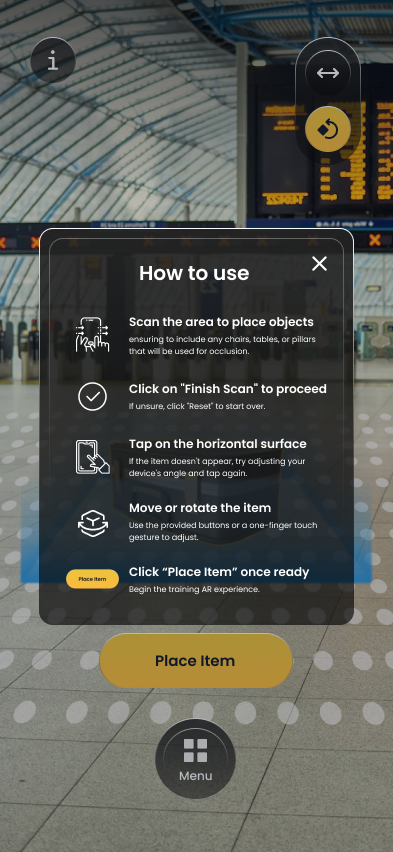 How to use
Scan the area to place objects
ensuring to include any chairs, tables, or pillars
that will be used for occlusion.
Click on "Finish Scan" to proceed
If unsure, click "Reset" to start over.
Tap on the horizontal surface
If the item doesn't appear, try adjusting your
device's angle and tap again.
Move or rotate the item
Use the provided buttons or a one-finger touch
gesture to adjust.
Place Item
Click “Place Item” once ready
Begin the training AR experience.
Place Item
Menu